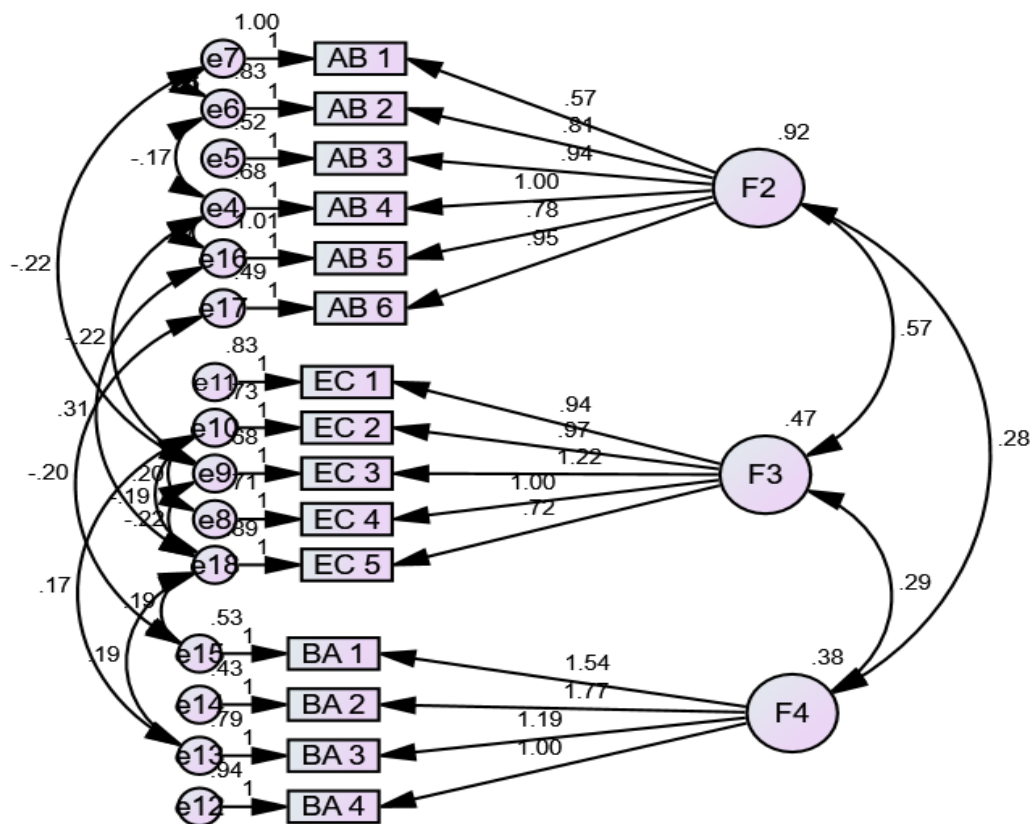 1.00
e7 1 AB 1
.83
e6 1 AB 2
.57
.81
.92
.52
e5 1 AB 3
.94
-.17
.68
e4 1 AB 4
1.00
F2
1.01
e16 1 AB 5
.78
.49
e17 1 AB 6
.95
-.22
-.22
.57
.83
e11 1 EC 1
.94
.73
e10 1 EC 2
.97
.47
.31
.68
e9 1 EC 3
1.22
F3
.28
-.20
.20
.71
e8 1 EC 4
1.00
-.19
-.22
.89
e18 1 EC 5
.72
.17
.19
.29
.53
e15 1 BA 1
1.54
.38
.19
.43
e14 1 BA 2
1.77
F4
.79
e13 1 BA 3
1.19
.94
e12 1 BA 4
1.00